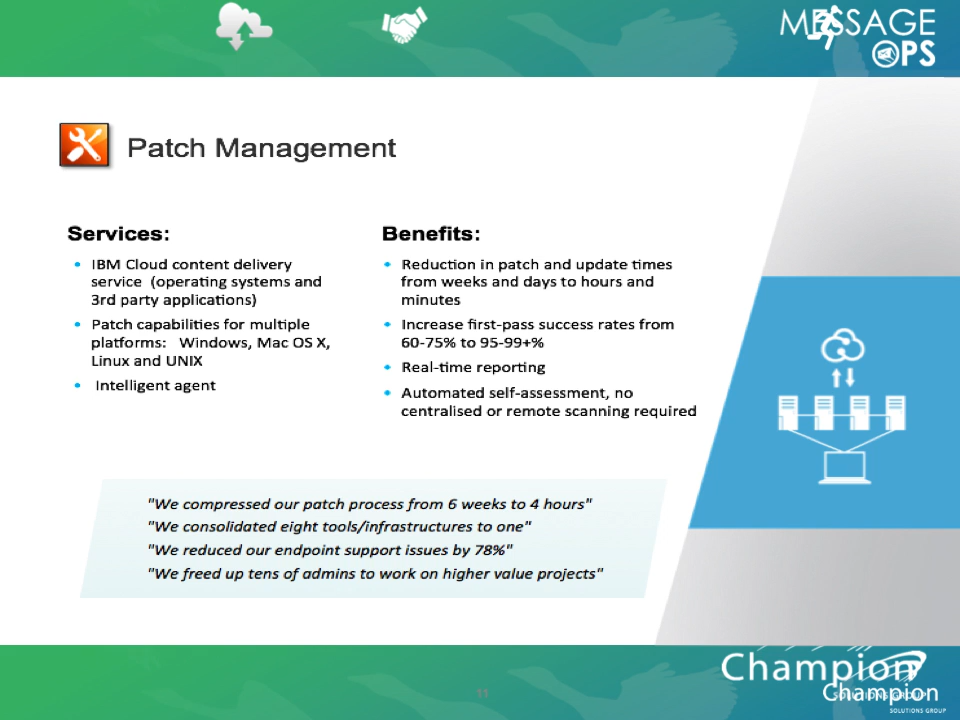 MESSAGE
OPS
Patch Management
Services:
• IBM Cloud content delivery
service (operating systems and
3rd party applications)
• Patch capabilities for multiple
platforms: Windows, Mac OS X,
Linux and UNIX
• Intelligent agent
Benefits:
• Reduction in patch and update times
from weeks and days to hours and
minutes
• Increase first-pass success rates from
60-75% to 95-99+%
• Real-time reporting
• Automated self-assessment, no
centralised or remote scanning required
"We compressed our patch process from 6 weeks to 4 hours"
"We consolidated eight tools/infrastructures to one"
"We reduced our endpoint support issues by 78%"
"We freed up tens of admins to work on higher value projects"
11
Champion
SOLUTIONS GROUP
Champion
SOLUTIONS GROUP